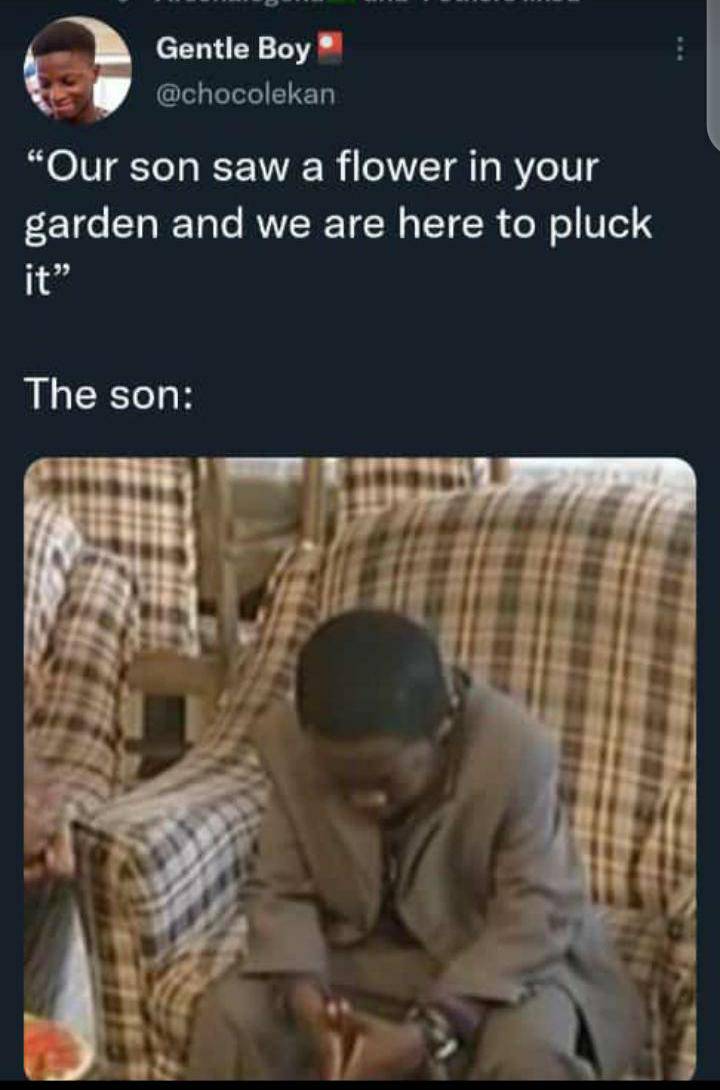 Gentle Boy
@chocolekan
“Our son saw a flower in your
garden and we are here to pluck
it”
The son: